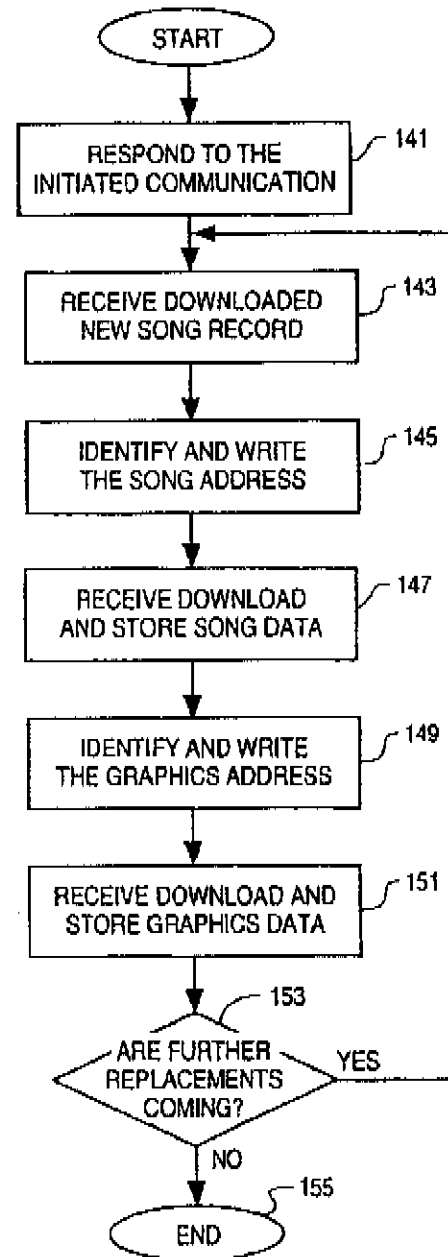 START
RESPOND TO THE
INITIATED COMMUNICATION
141
RECEIVE DOWNLOADED
NEW SONG RECORD
143
IDENTIFY AND WRITE
THE SONG ADDRESS
145
RECEIVE DOWNLOAD
AND STORE SONG DATA
147
IDENTIFY AND WRITE
THE GRAPHICS ADDRESS
149
RECEIVE DOWNLOAD AND
STORE GRAPHICS DATA
151
153
ARE FURTHER
REPLACEMENTS
COMING?
YES
NO
155
END